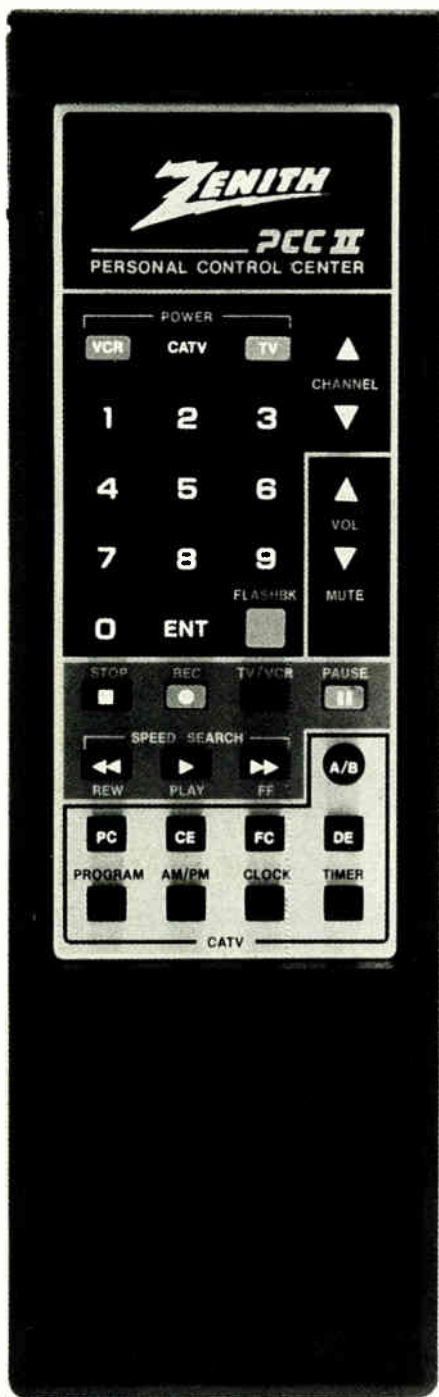 ZENITH
PCC II
PERSONAL CONTROL CENTER
POWER
VCR CATV TV
CHANNEL
1 2 3
4 5 6
VOL
7 8 9
FLASHBK MUTE
0 ENT
STOP REC TV/VCR PAUSE
SPEED SEARCH
A/B
REW PLAY FF
PC CE FC DE
PROGRAM AM/PM CLOCK TIMER
CATV